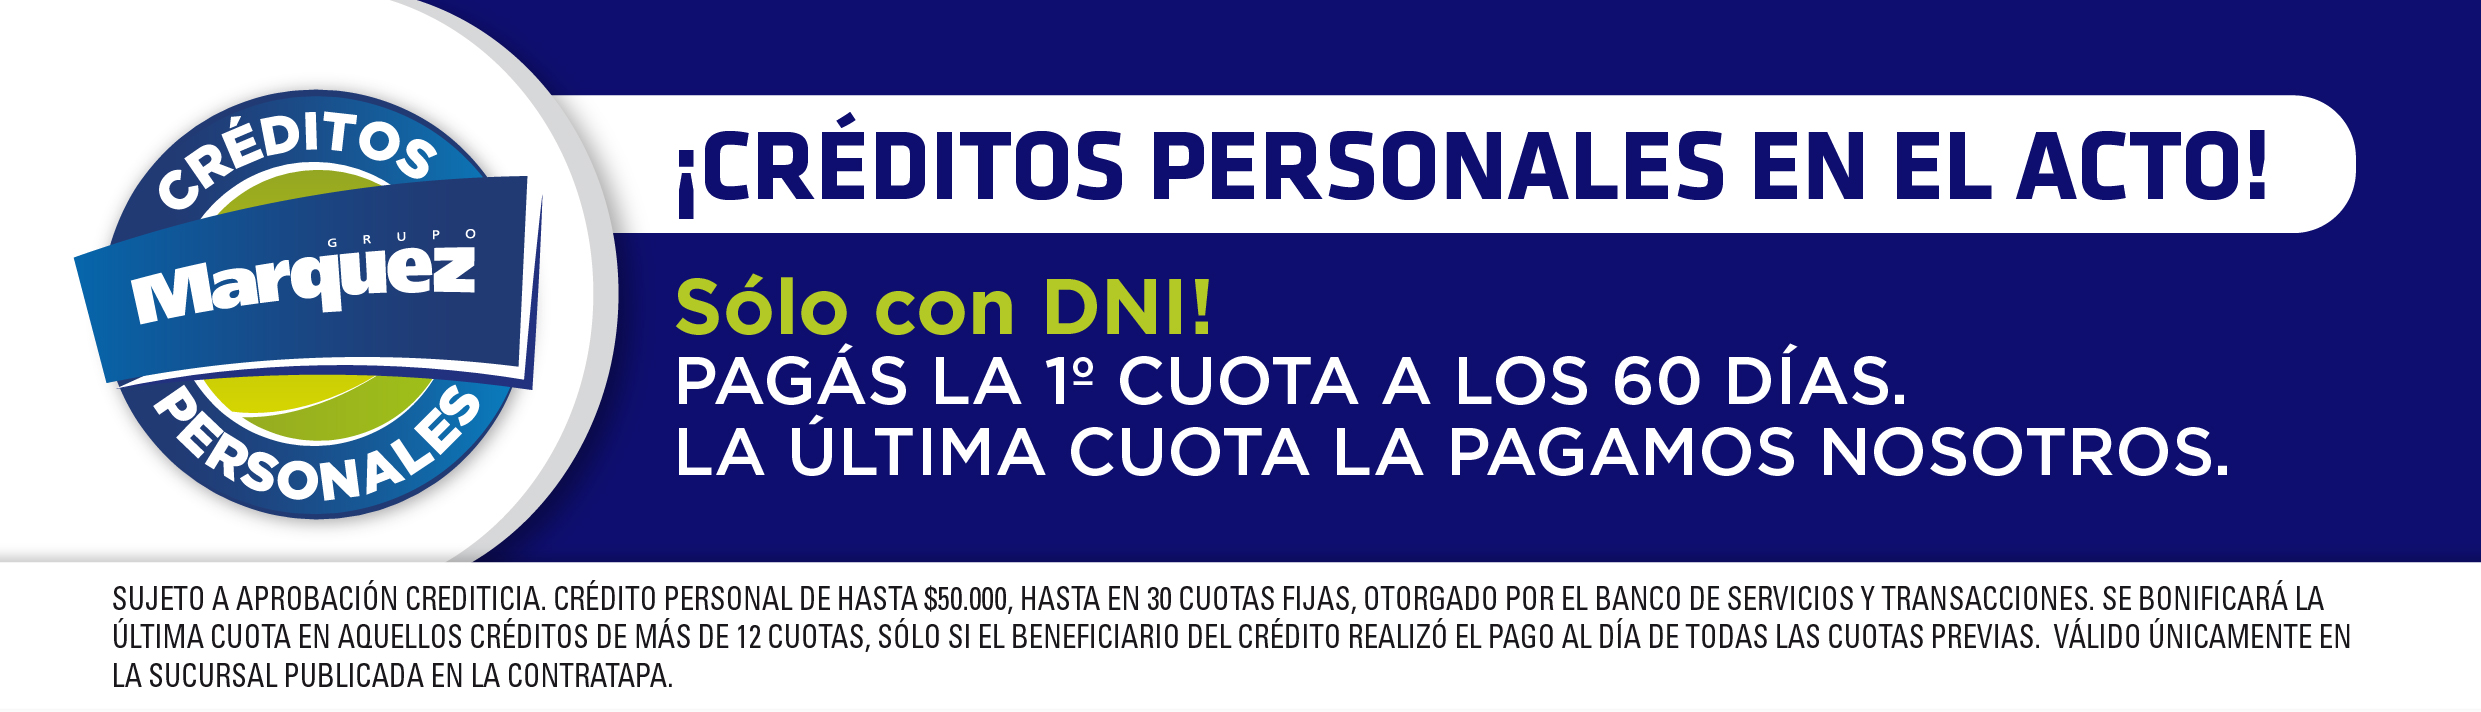 CRÉDITOS
GRUPO
Marquez
PERSONALES
¡CRÉDITOS PERSONALES EN EL ACTO!
Sólo con DNI!
PAGÁS LA 1º CUOTA A LOS 60 DÍAS.
LA ÚLTIMA CUOTA LA PAGAMOS NOSOTROS.
SUJETO A APROBACIÓN CREDITICIA. CRÉDITO PERSONAL DE HASTA $50.000, HASTA EN 30 CUOTAS FIJAS, OTORGADO POR EL BANCO DE SERVICIOS Y TRANSACCIONES. SE BONIFICARÁ LA
ÚLTIMA CUOTA EN AQUELLOS CRÉDITOS DE MÁS DE 12 CUOTAS, SÓLO SI EL BENEFICIARIO DEL CRÉDITO REALIZÓ EL PAGO AL DÍA DE TODAS LAS CUOTAS PREVIAS.  VÁLIDO ÚNICAMENTE EN
LA SUCURSAL PUBLICADA EN LA CONTRATAPA.